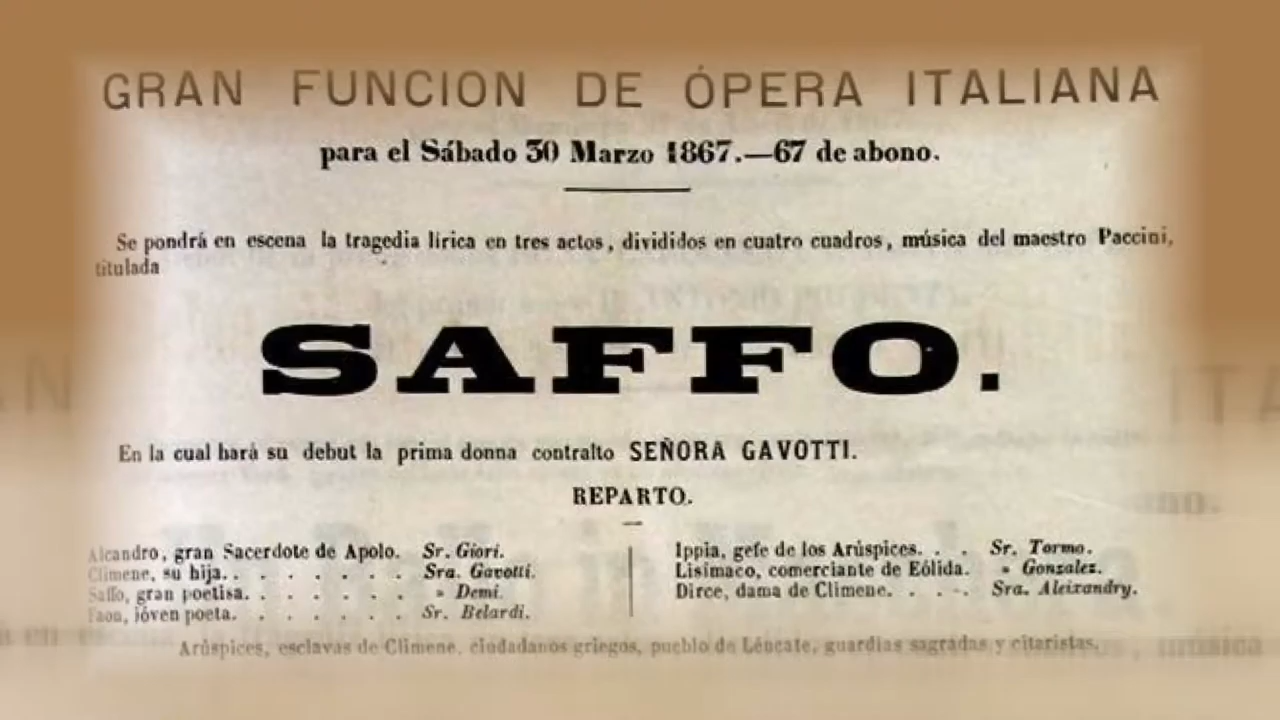 GRAN FUNCION DE ÓPERA ITALIANA
para el Sábado 30 Marzo 1867.—67 de abono.
Se pondrá en escena la tragedia lírica en tres actos, divididos en cuatro cuadros, música del maestro Paccini,
titulada
SAFFO.
En la cual hará su debut la prima donna contralto SEÑORA GAVOTTI.
REPARTO.
Alcandro, gran Sacerdote de Apolo. Sr. Giori.
Climene, su hija. . . . . . . . Sra. Gavotti.
Saffo, gran poetisa. . . . . . . » Demi.
Faon, jóven poeta. . . . . . . Sr. Belardi.
Ippia, gefe de los Arúspices. . . Sr. Tormo.
Lisimaco, comerciante de Eólida. » Gonzalez.
Dirce, dama de Climene. . . . . Sra. Aleixandry.
Arúspices, esclavas de Climene, ciudadanos griegos, pueblo de Léucate, guardias sagradas y citaristas.